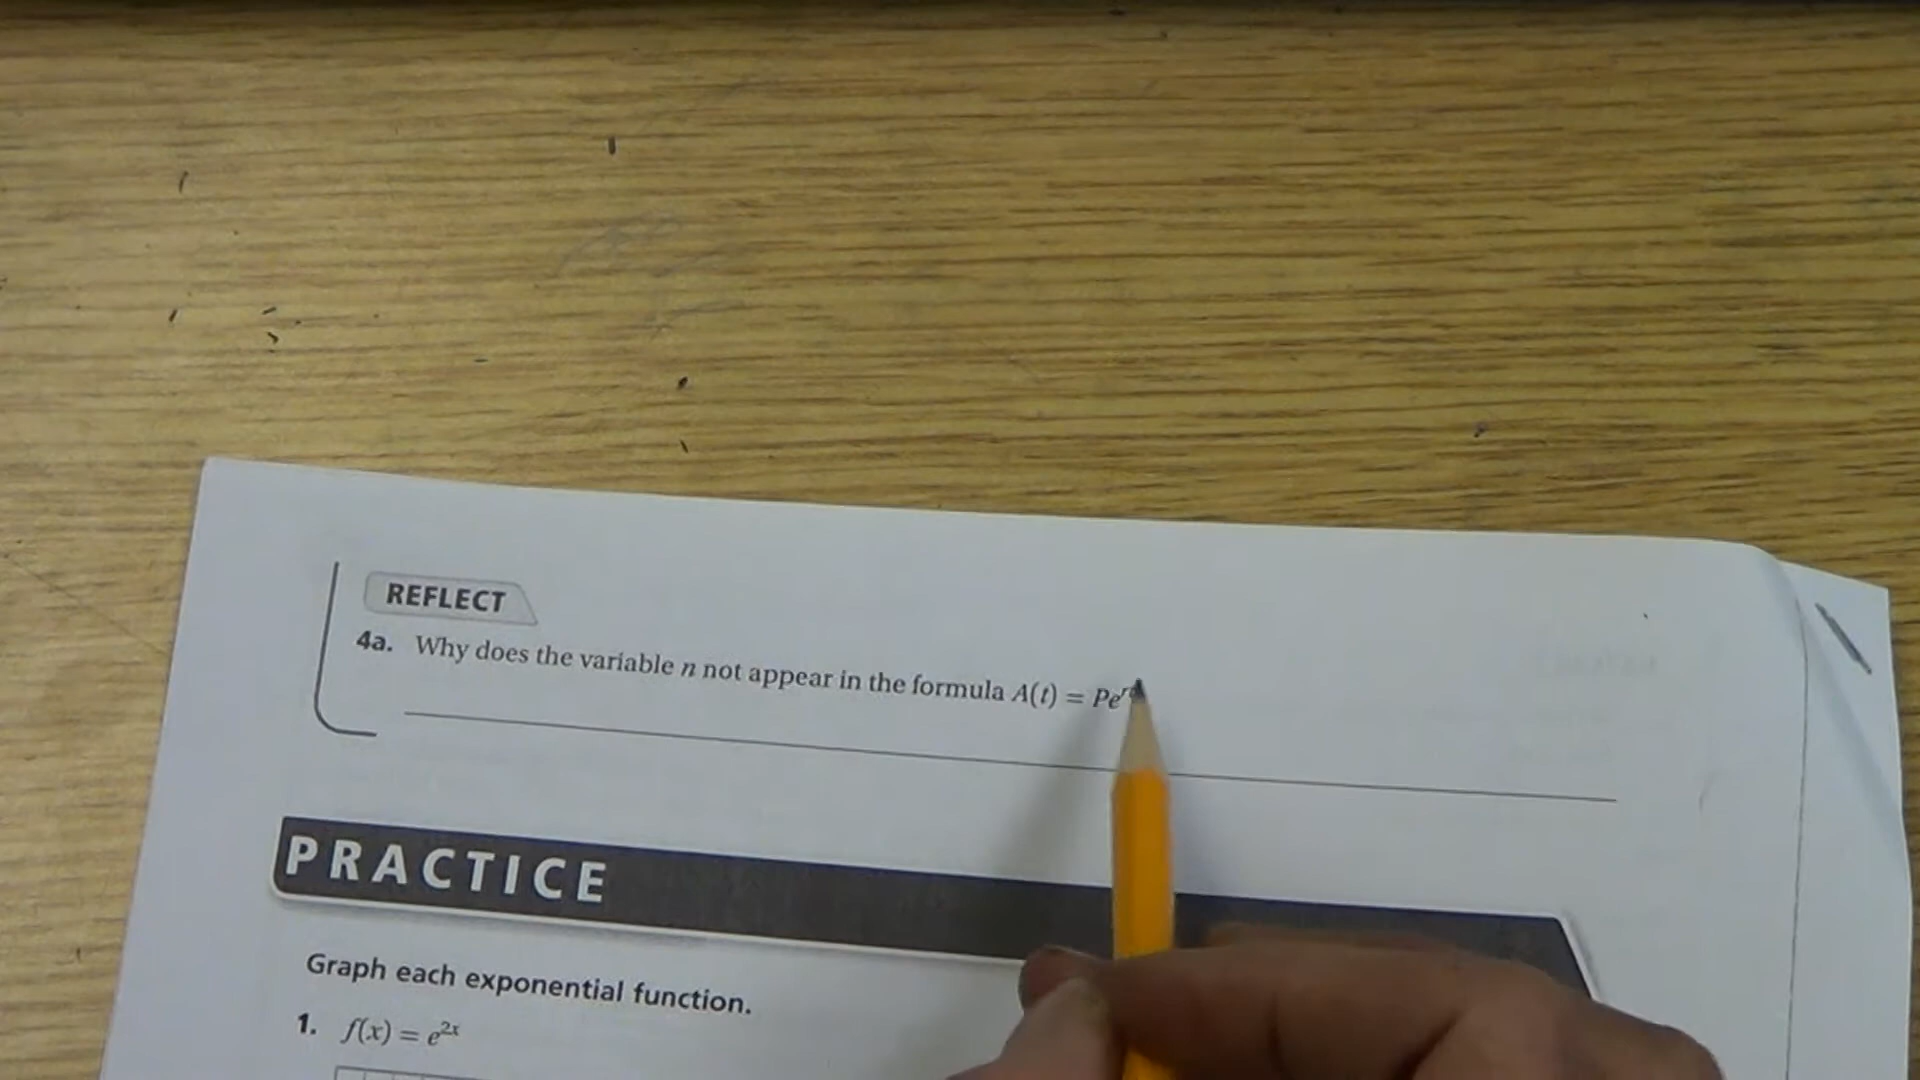 REFLECT
4a. Why does the variable n not appear in the formula A(t) = Pe^r
PRACTICE
Graph each exponential function.
1. f(x) = e^{2x}